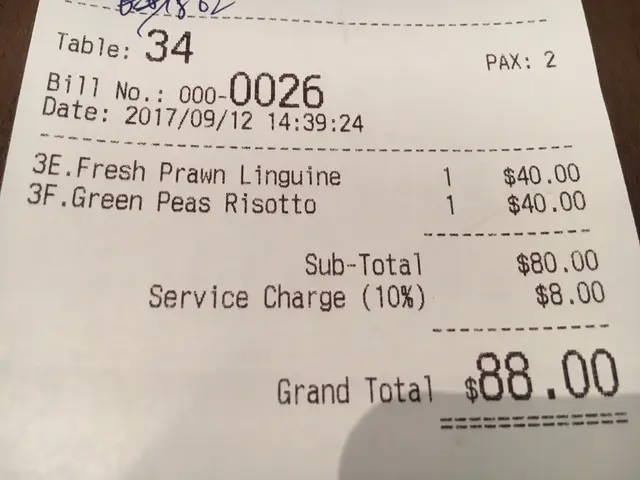 Table: 34
PAX: 2
Bill No.: 000-0026
Date: 2017/09/12 14:39:24
3E.Fresh Prawn Linguine 1 $40.00
3F.Green Peas Risotto 1 $40.00
Sub-Total $80.00
Service Charge (10%) $8.00
Grand Total $88.00